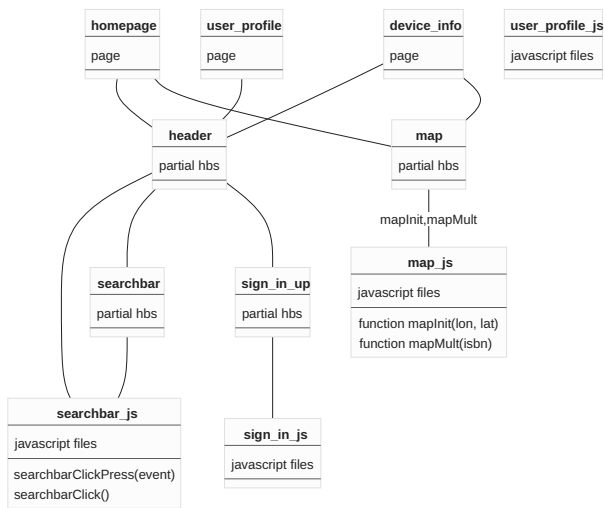 homepage
page
user_profile
page
device_info
page
user_profile_js
javascript files
header
partial hbs
map
partial hbs
mapInit,mapMult
map_js
javascript files
function mapInit(lon, lat)
function mapMult(isbn)
searchbar
partial hbs
sign_in_up
partial hbs
searchbar_js
javascript files
searchbarClickPress(event)
searchbarClick()
sign_in_js
javascript files